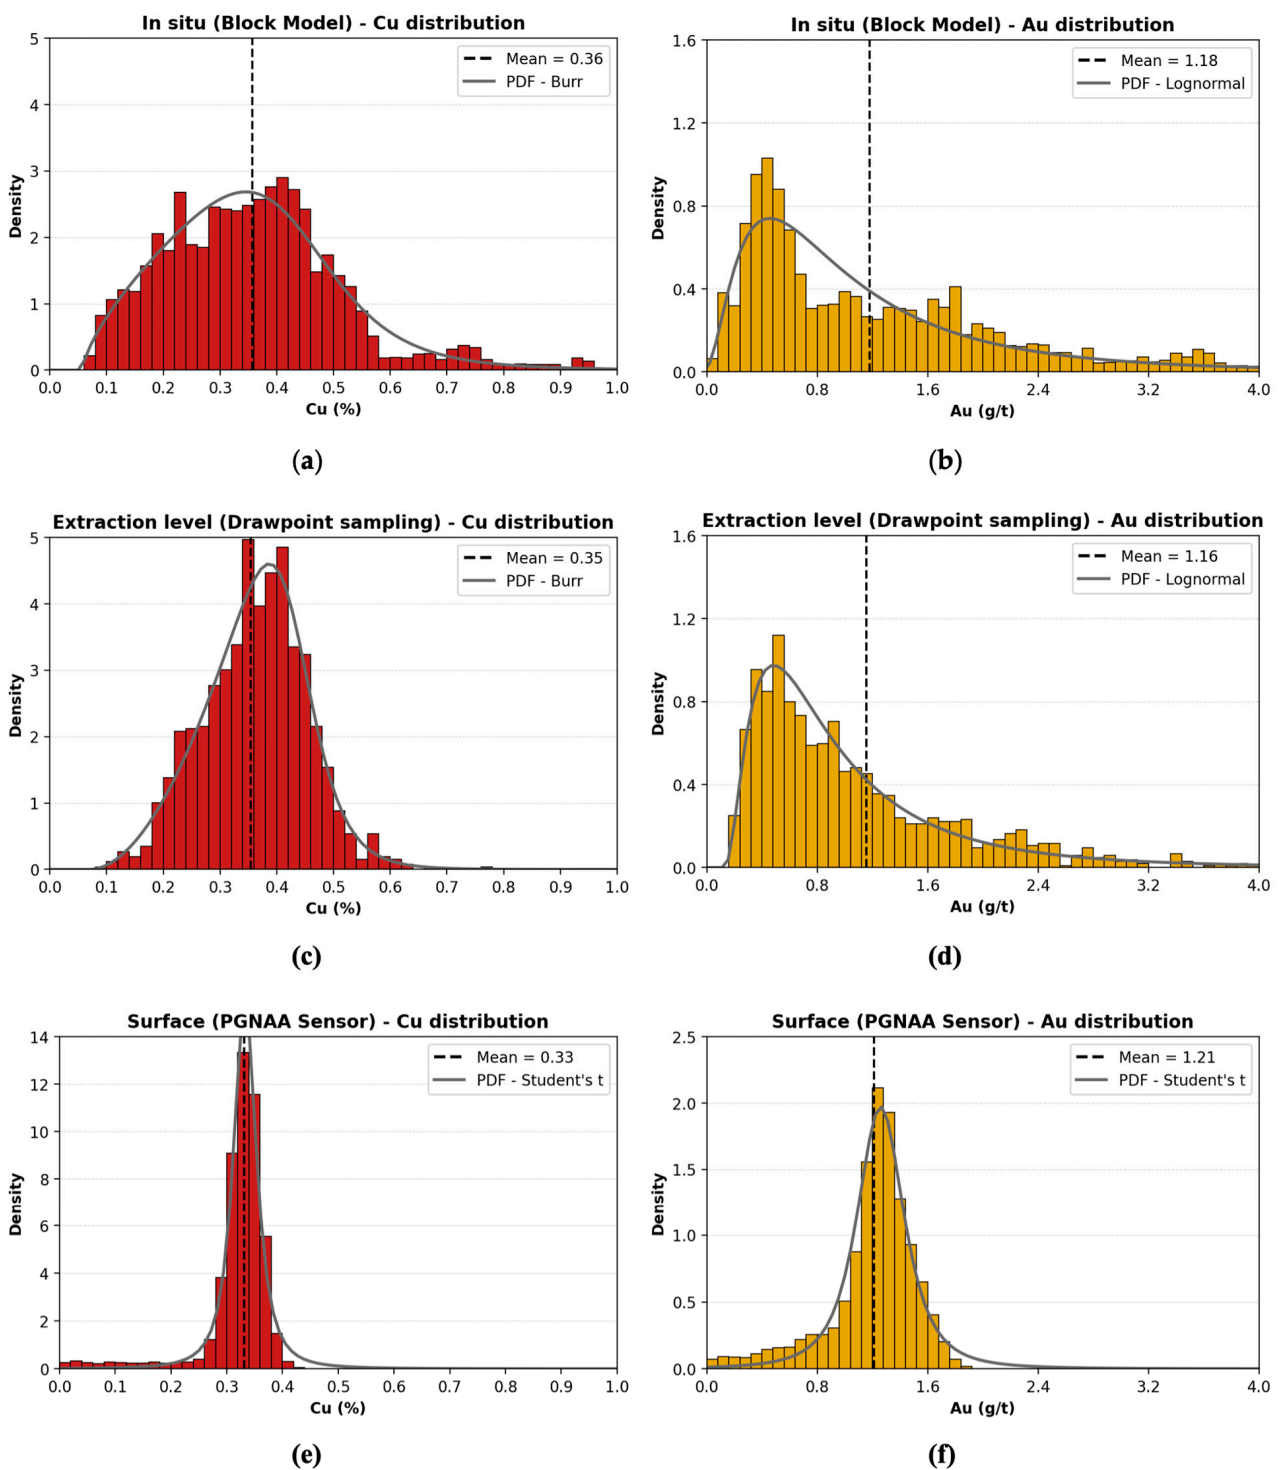 In situ (Block Model) - Cu distribution
5
4
3
2
1
0
Density
Mean = 0.36
PDF - Burr
0.0 0.1 0.2 0.3 0.4 0.5 0.6 0.7 0.8 0.9 1.0
Cu (%)
(a)
In situ (Block Model) - Au distribution
1.6
1.2
0.8
0.4
0.0
Density
Mean = 1.18
PDF - Lognormal
0.0 0.8 1.6 2.4 3.2 4.0
Au (g/t)
(b)
Extraction level (Drawpoint sampling) - Cu distribution
5
4
3
2
1
0
Density
Mean = 0.35
PDF - Burr
0.0 0.1 0.2 0.3 0.4 0.5 0.6 0.7 0.8 0.9 1.0
Cu (%)
(c)
Extraction level (Drawpoint sampling) - Au distribution
1.6
1.2
0.8
0.4
0.0
Density
Mean = 1.16
PDF - Lognormal
0.0 0.8 1.6 2.4 3.2 4.0
Au (g/t)
(d)
Surface (PGNAA Sensor) - Cu distribution
14
12
10
8
6
4
2
0
Density
Mean = 0.33
PDF - Student's t
0.0 0.1 0.2 0.3 0.4 0.5 0.6 0.7 0.8 0.9 1.0
Cu (%)
(e)
Surface (PGNAA Sensor) - Au distribution
2.5
2.0
1.5
1.0
0.5
0.0
Density
Mean = 1.21
PDF - Student's t
0.0 0.8 1.6 2.4 3.2 4.0
Au (g/t)
(f)